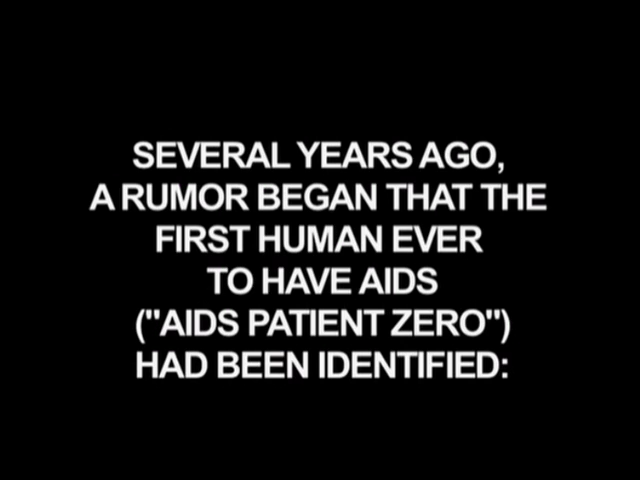 SEVERAL YEARS AGO,
A RUMOR BEGAN THAT THE
FIRST HUMAN EVER
TO HAVE AIDS
("AIDS PATIENT ZERO")
HAD BEEN IDENTIFIED: